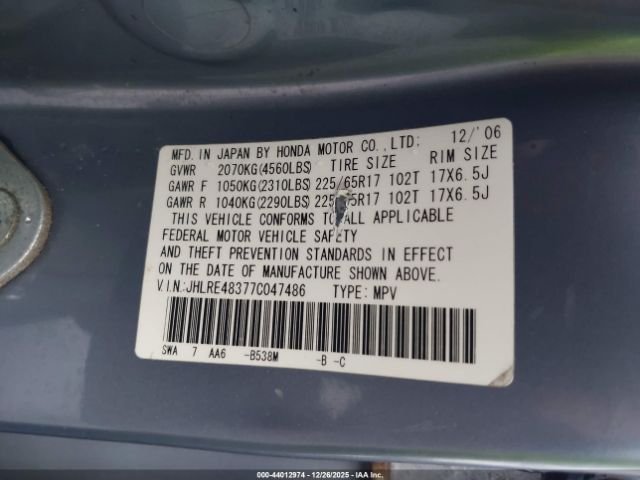 MFD. IN JAPAN BY HONDA MOTOR CO.,LTD; 12/'06
GVWR 2070KG(4560LBS) TIRE SIZE RIM SIZE
GAWR F 1050KG(2310LBS) 225/65R17 102T 17X6.5J
GAWR R 1040KG(2290LBS) 17X6.5J 102T
THIS VEHICLE CONFORMS TO ALL APPLICABLE
FEDERAL MOTOR VEHICLE SAFETY
AND THEFT PREVENTION STANDARDS IN EFFECT
ON THE DATE OF MANUFACTURE SHOWN ABOVE.
V.I.N:JHLRE48377C047486 TYPE: MPV
SWA 7 AA6 -B538M -B -C
000-44012974 - 12/26/2025 - IAAI.COM